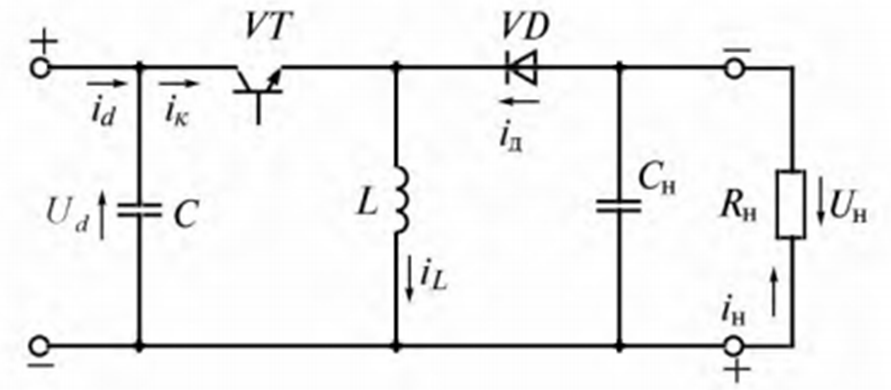 VT VD
+ −
i_d i_к
i_д
U_d C L C_н R_н U_н
i_L
i_н
− +